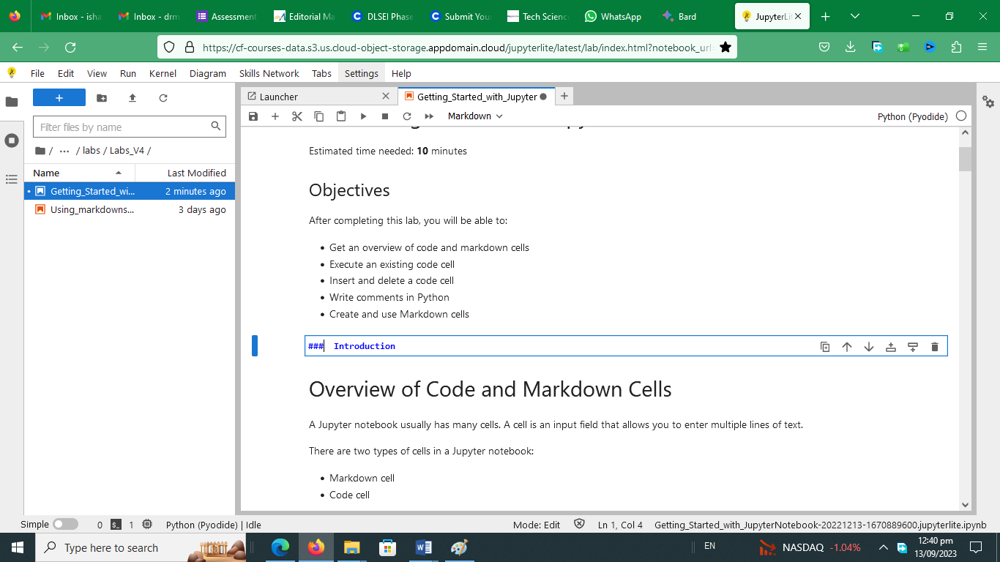 Inbox - isha
Inbox - drm
Assessment
Editorial Ma
DLSEI Phase
Submit You
Tech Scienc
WhatsApp
Bard
JupyterLit
https://cf-courses-data.s3.us.cloud-object-storage.appdomain.cloud/jupyterlite/latest/lab/index.html?notebook_url=
File Edit View Run Kernel Diagram Skills Network Tabs Settings Help
Launcher
Getting_Started_with_Jupyter
Markdown
Python (Pyodide)
Filter files by name
/ ··· / labs / Labs_V4 /
Name Last Modified
Getting_Started_wi... 2 minutes ago
Using_markdowns... 3 days ago
Estimated time needed: 10 minutes
Objectives
After completing this lab, you will be able to:
• Get an overview of code and markdown cells
• Execute an existing code cell
• Insert and delete a code cell
• Write comments in Python
• Create and use Markdown cells
### Introduction
Overview of Code and Markdown Cells
A Jupyter notebook usually has many cells. A cell is an input field that allows you to enter multiple lines of text.
There are two types of cells in a Jupyter notebook:
• Markdown cell
• Code cell
Simple 0 1 Python (Pyodide) | Idle Mode: Edit Ln 1, Col 4 Getting_Started_with_JupyterNotebook-20221213-1670889600.jupyterlite.ipynb
Type here to search
EN
NASDAQ -1.04%
12:40 pm
13/09/2023